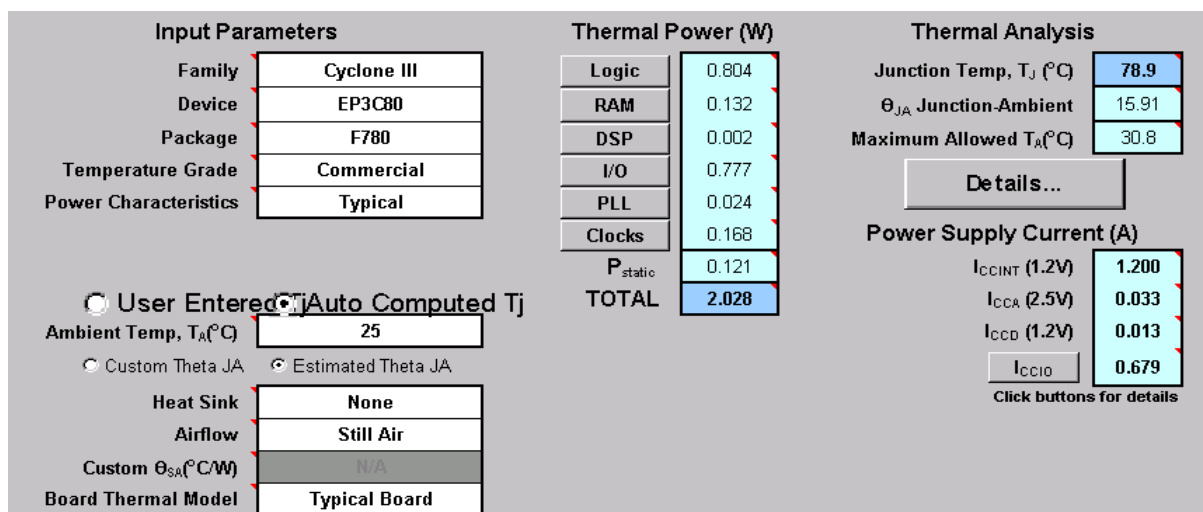 Input Parameters
Family Cyclone III
Device EP3C80
Package F780
Temperature Grade Commercial
Power Characteristics Typical
User Entered Tj Auto Computed Tj
Ambient Temp, TA(°C) 25
Custom Theta JA Estimated Theta JA
Heat Sink None
Airflow Still Air
Custom θSA(°C/W) N/A
Board Thermal Model Typical Board
Thermal Power (W)
Logic 0.804
RAM 0.132
DSP 0.002
I/O 0.777
PLL 0.024
Clocks 0.168
Pstatic 0.121
TOTAL 2.028
Thermal Analysis
Junction Temp, TJ (°C) 78.9
θJA Junction-Ambient 15.91
Maximum Allowed TA(°C) 30.8
Details...
Power Supply Current (A)
ICCINT (1.2V) 1.200
ICCA (2.5V) 0.033
ICCD (1.2V) 0.013
ICCIO 0.679
Click buttons for details